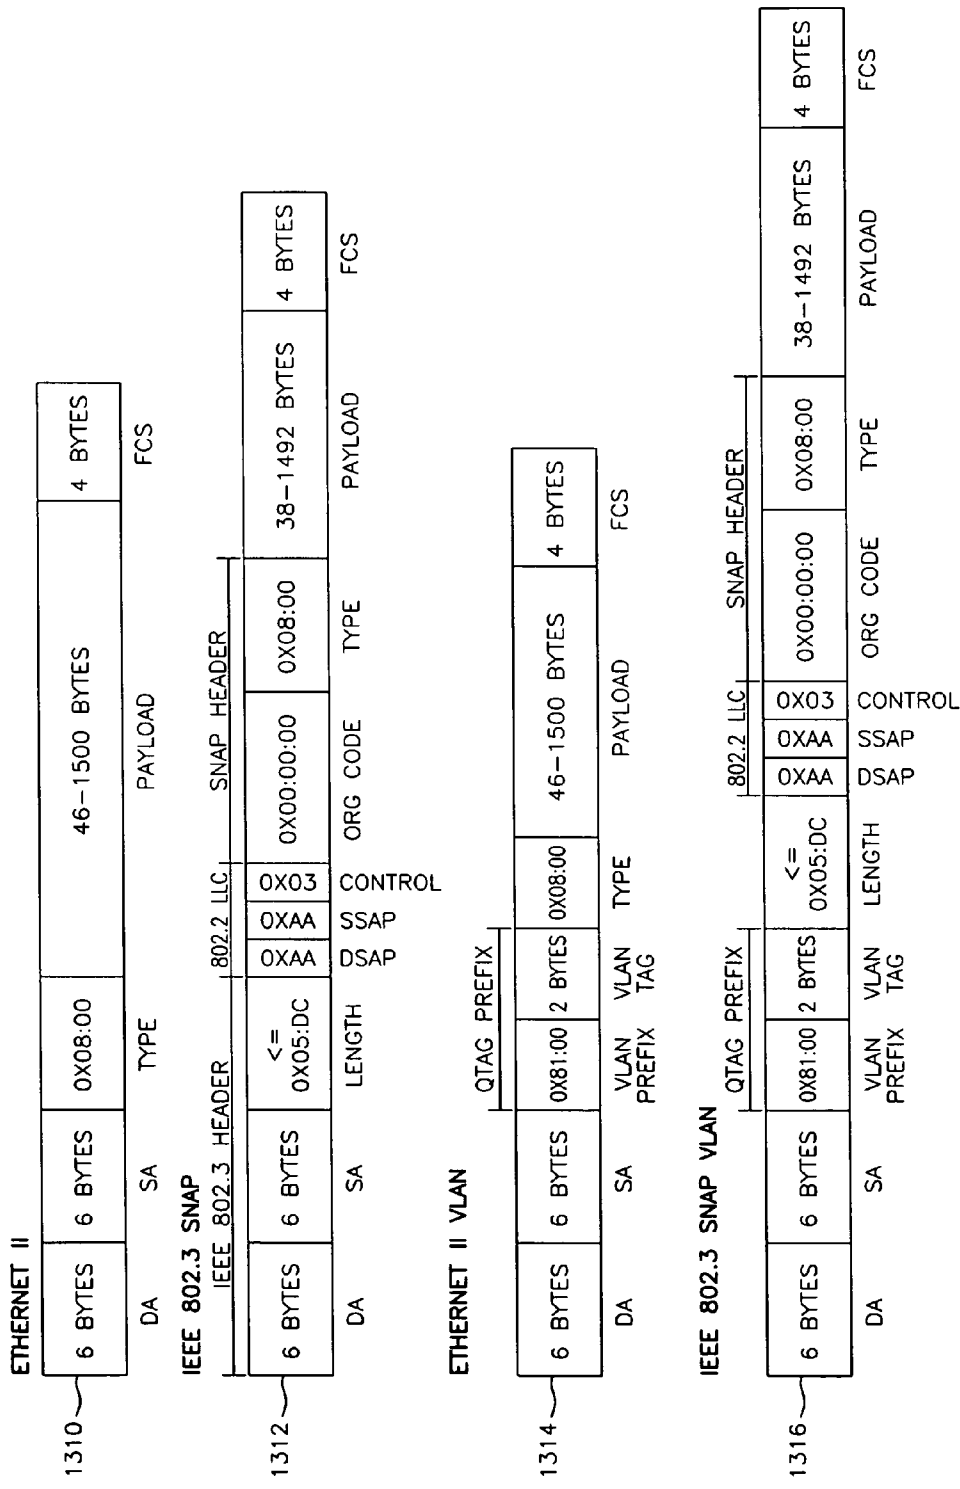 ETHERNET II
1310
6 BYTES
6 BYTES
0X08:00
46-1500 BYTES
4 BYTES
DA
SA
TYPE
PAYLOAD
FCS
IEEE 802.3 SNAP
IEEE 802.3 HEADER
802.2 LLC
SNAP HEADER
1312
6 BYTES
6 BYTES
<=
0X05:DC
0XAA
0XAA
0X03
0X00:00:00
0X08:00
38-1492 BYTES
4 BYTES
DA
SA
LENGTH
DSAP
SSAP
CONTROL
ORG CODE
TYPE
PAYLOAD
FCS
ETHERNET II VLAN
QTAG PREFIX
1314
6 BYTES
6 BYTES
0X81:00
2 BYTES
0X08:00
46-1500 BYTES
4 BYTES
DA
SA
VLAN
PREFIX
VLAN
TAG
TYPE
PAYLOAD
FCS
IEEE 802.3 SNAP VLAN
QTAG PREFIX
802.2 LLC
SNAP HEADER
1316
6 BYTES
6 BYTES
0X81:00
2 BYTES
<=
0X05:DC
0XAA
0XAA
0X03
0X00:00:00
0X08:00
38-1492 BYTES
4 BYTES
DA
SA
VLAN
PREFIX
VLAN
TAG
LENGTH
DSAP
SSAP
CONTROL
ORG CODE
TYPE
PAYLOAD
FCS